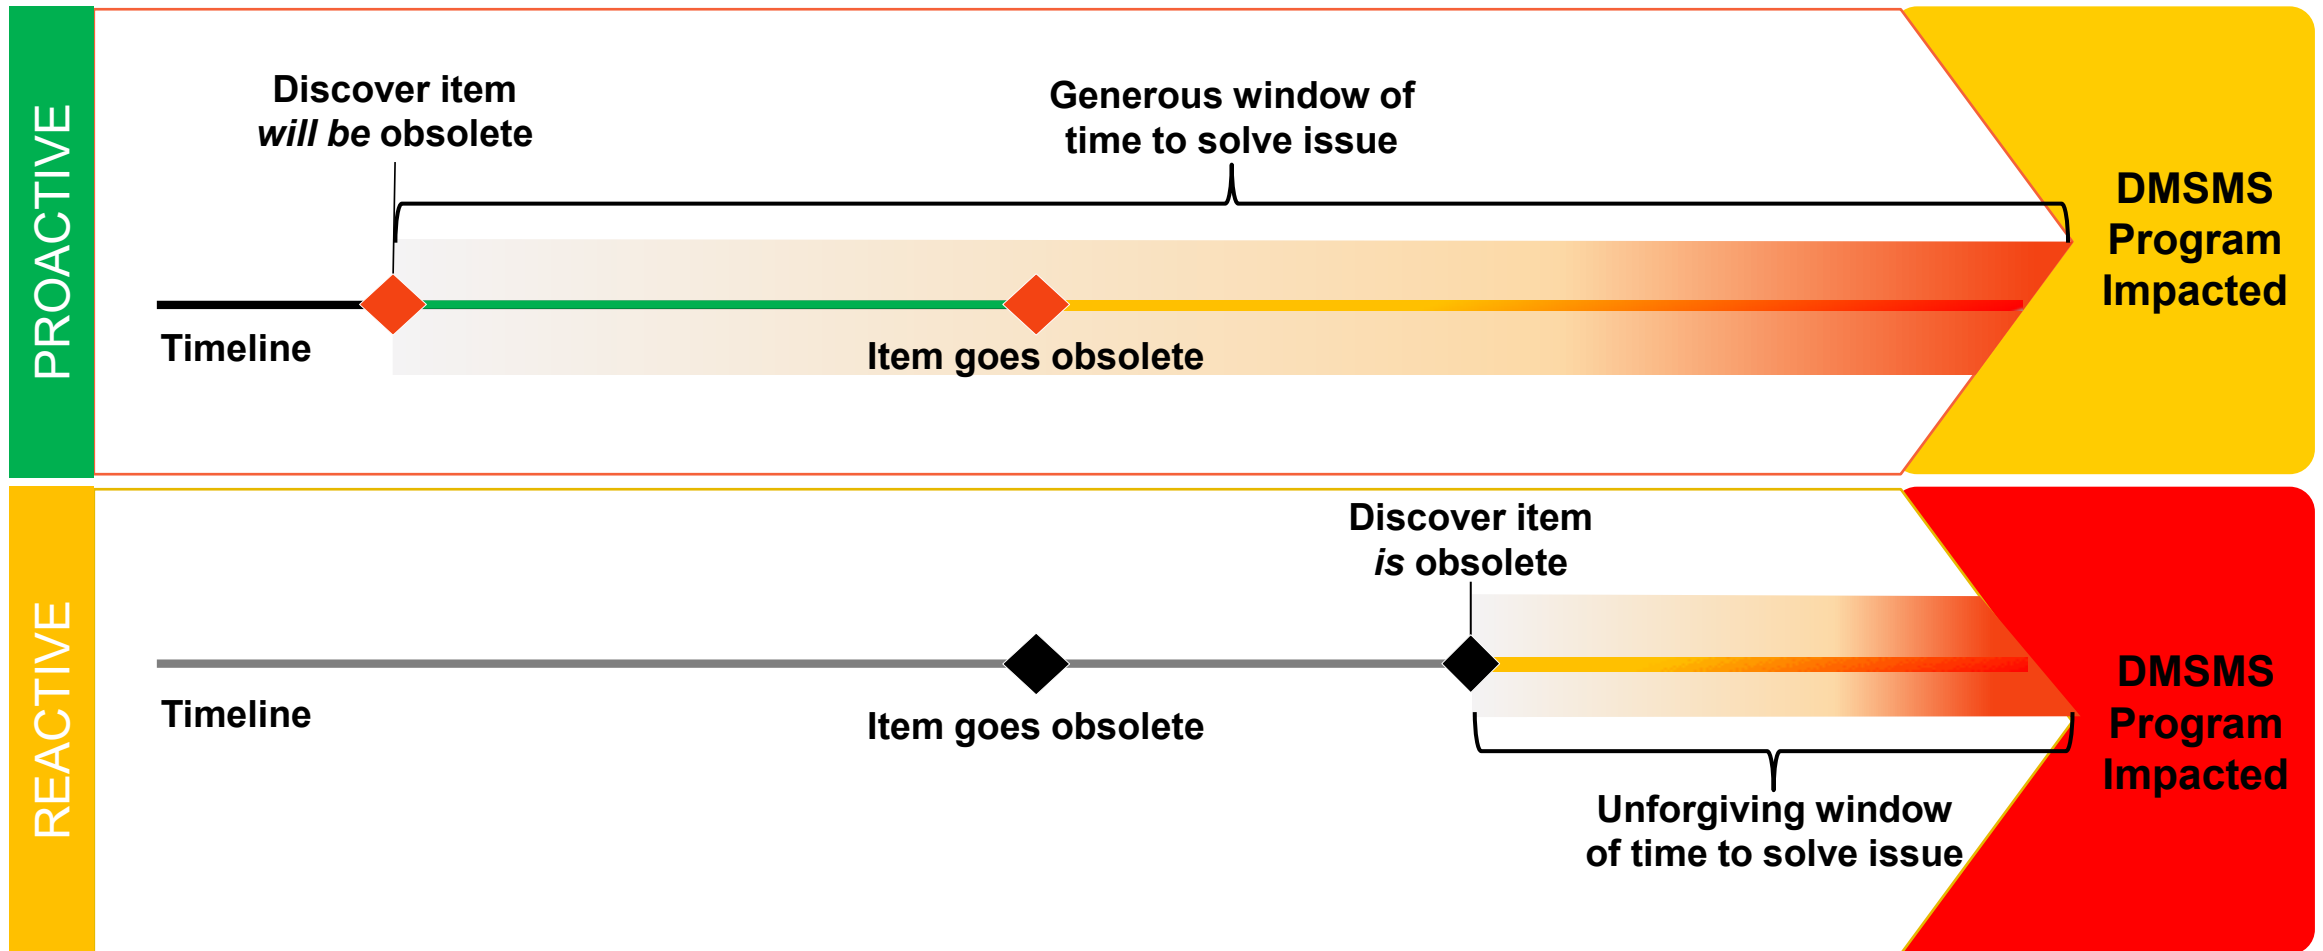 PROACTIVE
Discover item
will be obsolete
Generous window of
time to solve issue
Timeline
Item goes obsolete
DMSMS
Program
Impacted
REACTIVE
Discover item
is obsolete
Timeline
Item goes obsolete
Unforgiving window
of time to solve issue
DMSMS
Program
Impacted